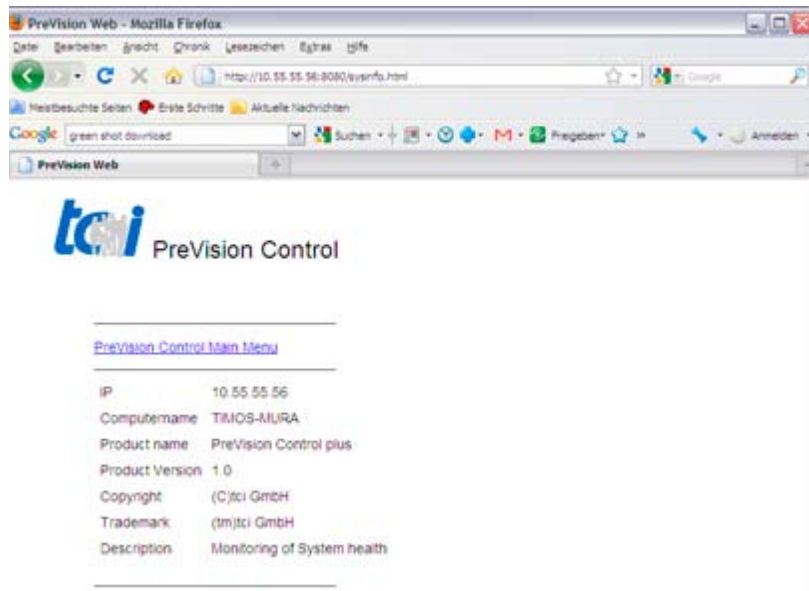 PreVision Web - Mozilla Firefox
Datei Bearbeiten Ansicht Chronik Lesezeichen Extras Hilfe
http://10.55.55.56:8080/sysinfo.html
Google
Meistbesuchte Seiten Erste Schritte Aktuelle Nachrichten
Google green shot download Suchen Freigeben Anmelden
PreVision Web
tci PreVision Control
PreVision Control Main Menu
IP 10.55.55.56
Computername TIMOS-MURA
Product name PreVision Control plus
Product Version 1.0
Copyright (C)tci GmbH
Trademark (tm)tci GmbH
Description Monitoring of System health